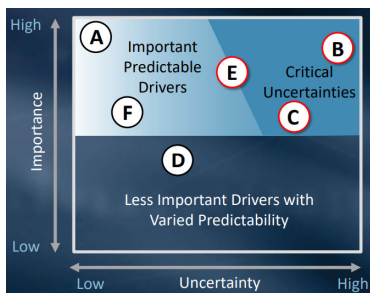 High
A
Important
Predictable
Drivers
B
E
Critical
Uncertainties
F
C
D
Importance
Less Important Drivers with
Varied Predictability
Low
Low
Uncertainty
High